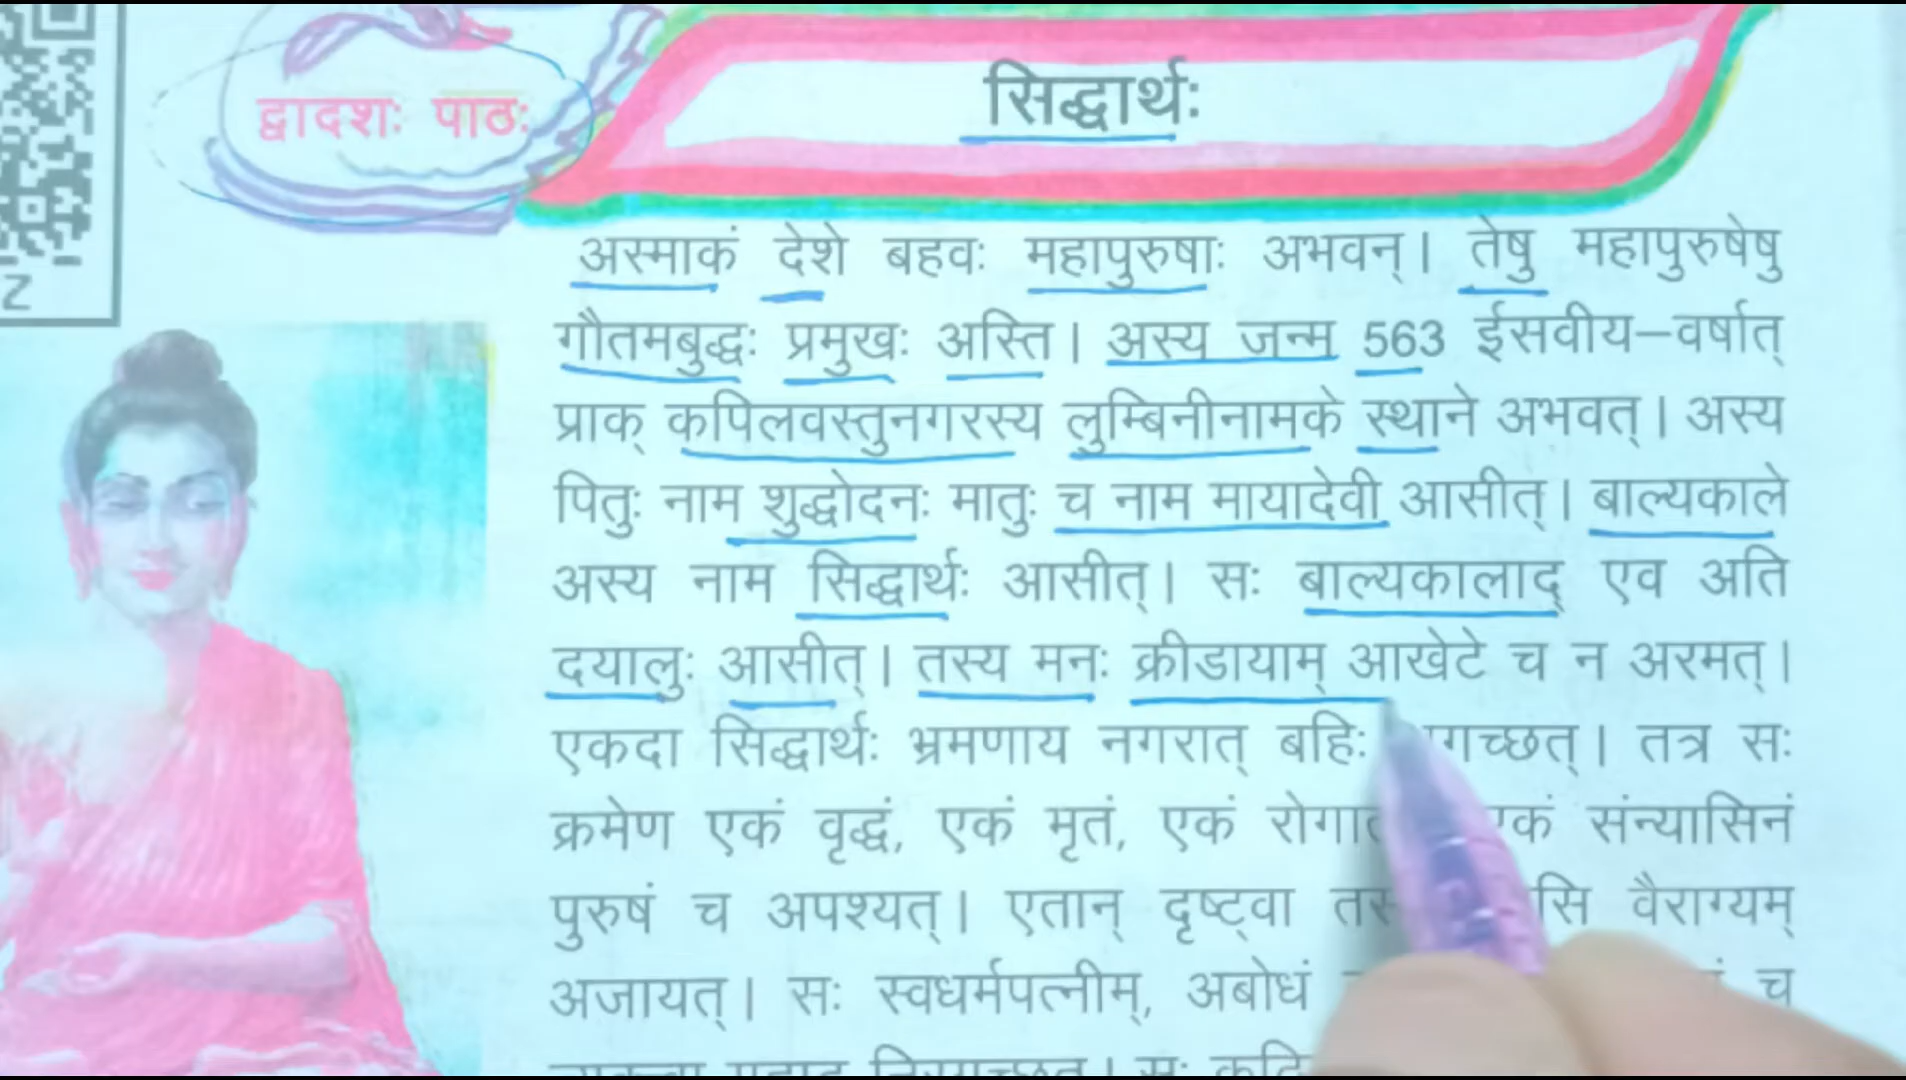 द्वादशः पाठः
सिद्धार्थः
Z
अस्माकं देशे बहवः महापुरुषाः अभवन्। तेषु महापुरुषेषु
गौतमबुद्धः प्रमुखः अस्ति। अस्य जन्म 563 ईसवीय–वर्षात्
प्राक् कपिलवस्तुनगरस्य लुम्बिनीनामके स्थाने अभवत्। अस्य
पितुः नाम शुद्धोदनः मातुः च नाम मायादेवी आसीत्। बाल्यकाले
अस्य नाम सिद्धार्थः आसीत्। सः बाल्यकालाद् एव अति
दयालुः आसीत्। तस्य मनः क्रीडायाम् आखेटे च न अरमत्।
एकदा सिद्धार्थः भ्रमणाय नगरात् बहिः गच्छत्। तत्र सः
क्रमेण एकं वृद्धं, एकं मृतं, एकं संन्यासिनं
पुरुषं च अपश्यत्। एतान् दृष्ट्वा वैराग्यम्
अजायत्। सः स्वधर्मपत्नीम्, अबोधं च